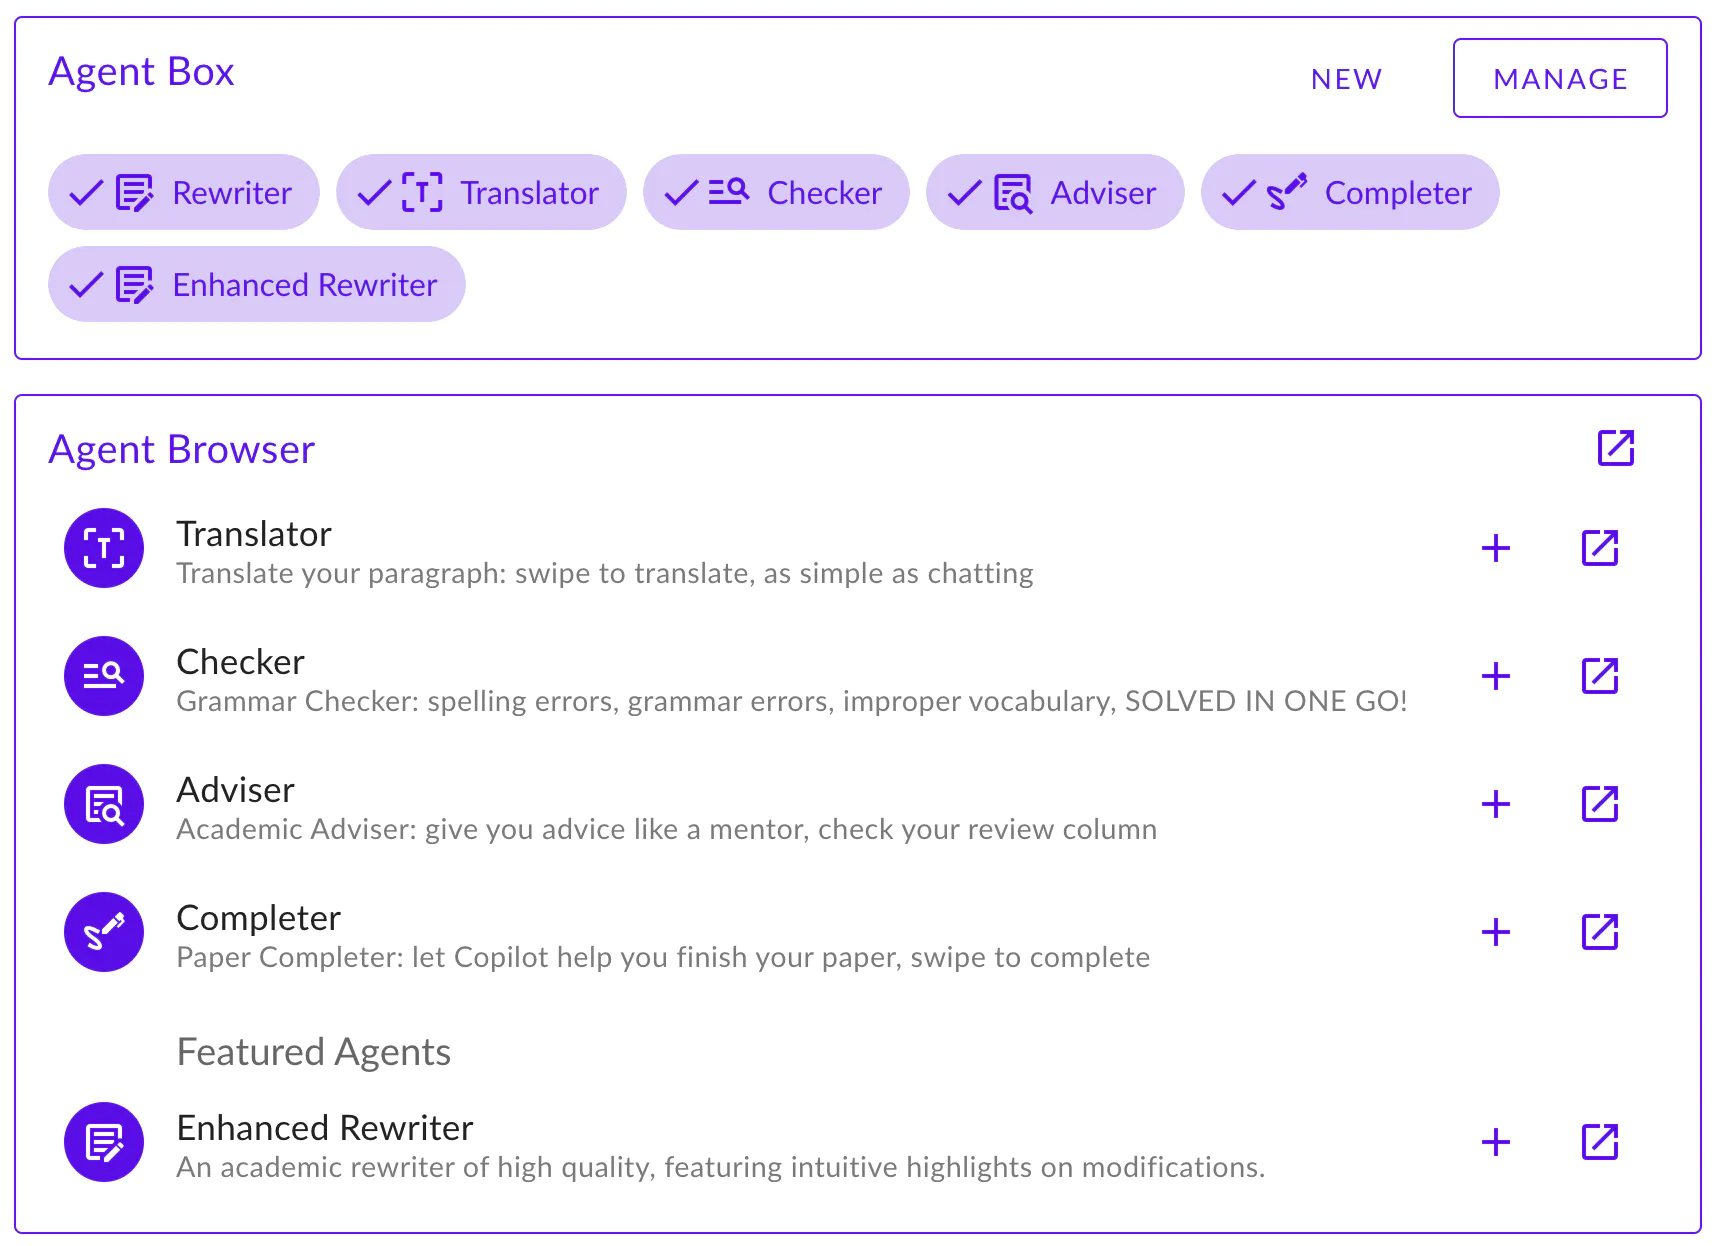 Agent Box
NEW
MANAGE
Rewriter
Translator
Checker
Adviser
Completer
Enhanced Rewriter
Agent Browser
Translator
Translate your paragraph: swipe to translate, as simple as chatting
Checker
Grammar Checker: spelling errors, grammar errors, improper vocabulary, SOLVED IN ONE GO!
Adviser
Academic Adviser: give you advice like a mentor, check your review column
Completer
Paper Completer: let Copilot help you finish your paper, swipe to complete
Featured Agents
Enhanced Rewriter
An academic rewriter of high quality, featuring intuitive highlights on modifications.